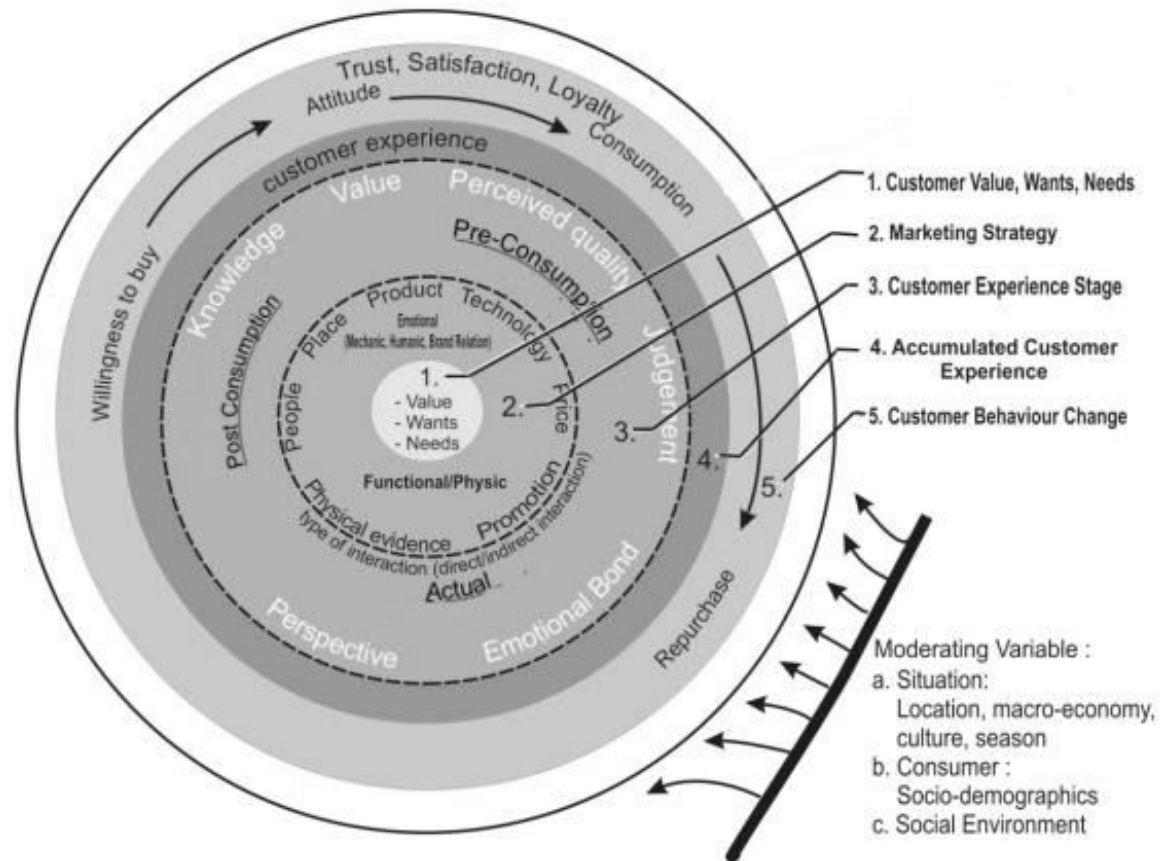 Trust, Satisfaction, Loyalty
Attitude
Consumption
Willingness to buy
Repurchase
customer experience
Knowledge
Value
Perceived quality
Judgement
Emotional Bond
Perspective
Pre-Consumption
Post Consumption
Actual
type of interaction (direct/indirect interaction)
People
Place
Product
Technology
Price
Promotion
Physical evidence
Emotional
(Mechanic, Humanic, Brand Relation)
1.
- Value
- Wants
- Needs
Functional/Physic
2.
3.
4.
5.
1. Customer Value, Wants, Needs
2. Marketing Strategy
3. Customer Experience Stage
4. Accumulated Customer
Experience
5. Customer Behaviour Change
Moderating Variable :
a. Situation:
Location, macro-economy,
culture, season
b. Consumer :
Socio-demographics
c. Social Environment